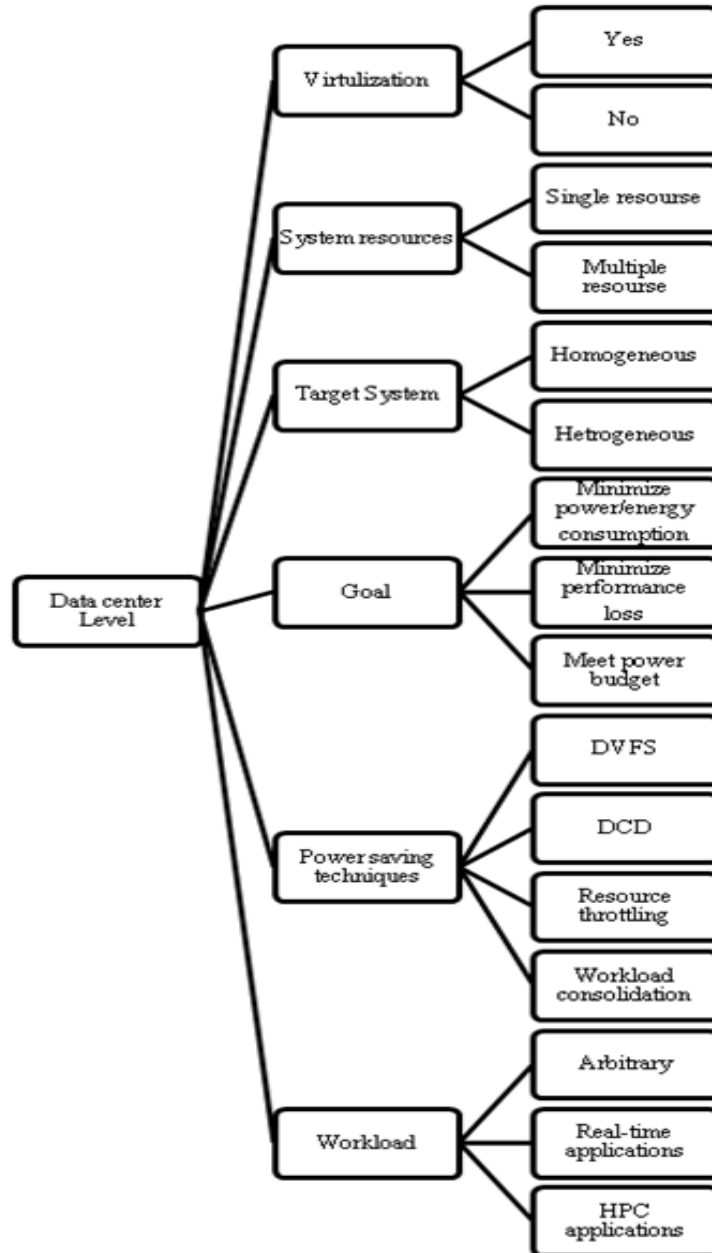 Data center
Level
Virtulization
Yes
No
System resources
Single resourse
Multiple
resourse
Target System
Homogeneous
Hetrogeneous
Goal
Minimize
power/energy
consumption
Minimize
performance
loss
Meet power
budget
Power saving
techniques
DVFS
DCD
Resource
throttling
Workload
consolidation
Workload
Arbitrary
Real-time
applications
HPC
applications